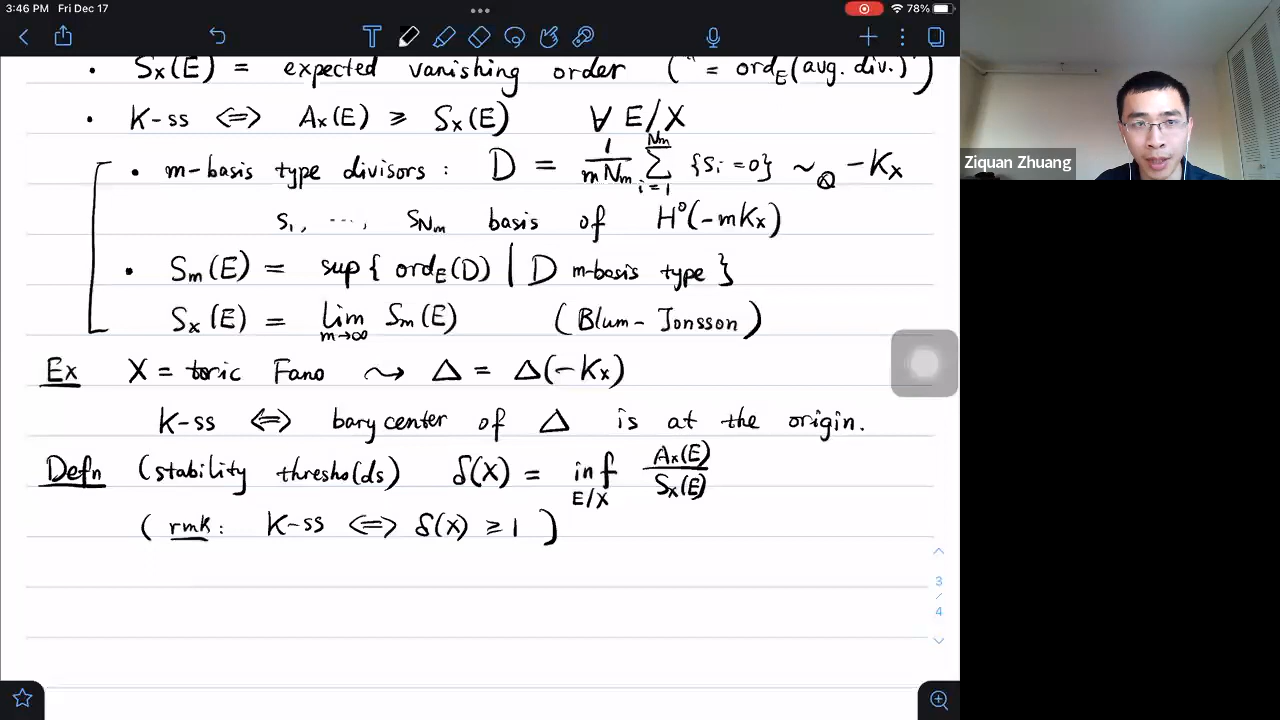 3:46 PM Fri Dec 17
78%
• Sx(E) = expected vanishing order ("= ordE(avg. div.)")
• K-ss <=> Ax(E) ≥ Sx(E) ∀ E/X
• m-basis type divisors : D = 1/(m Nm) Σ_{i=1}^{Nm} {si = 0} ~Q -Kx
s1, ..., sNm basis of H⁰(-mKx)
• Sm(E) = sup{ ordE(D) | D m-basis type }
Sx(E) = lim_{m→∞} Sm(E) (Blum-Jonsson)
Ex X = toric Fano ⇝ Δ = Δ(-Kx)
K-ss <=> barycenter of Δ is at the origin.
Defn (stability thresholds) δ(X) = inf_{E/X} Ax(E)/Sx(E)
(rmk: K-ss <=> δ(X) ≥ 1)
3
/
4
Ziquan Zhuang